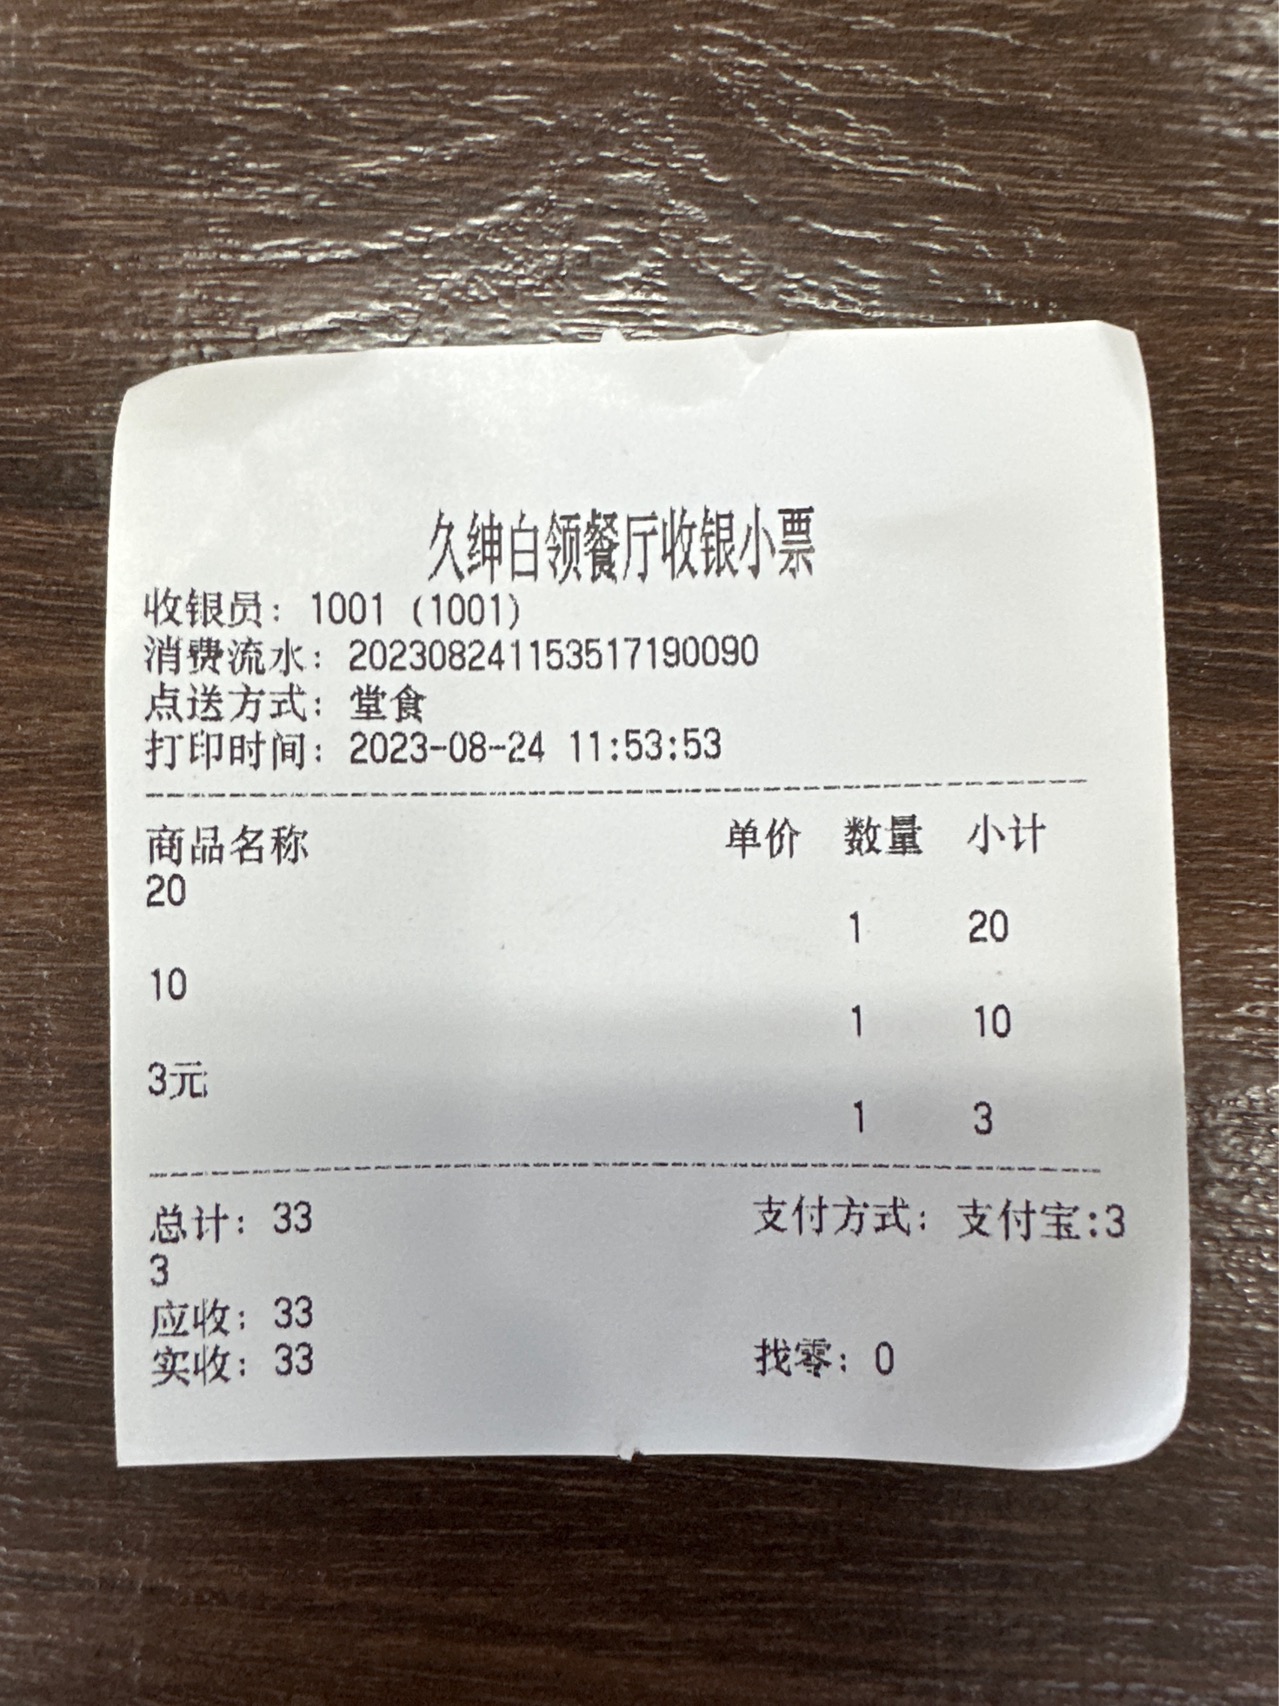 久绅白领餐厅收银小票
收银员：1001 (1001)
消费流水：202308241153517190090
点送方式：堂食
打印时间：2023-08-24 11:53:53
商品名称 单价 数量 小计
20
1 20
10
1 10
3元
1 3
总计：33 支付方式：支付宝:3
3
应收：33
实收：33 找零：0